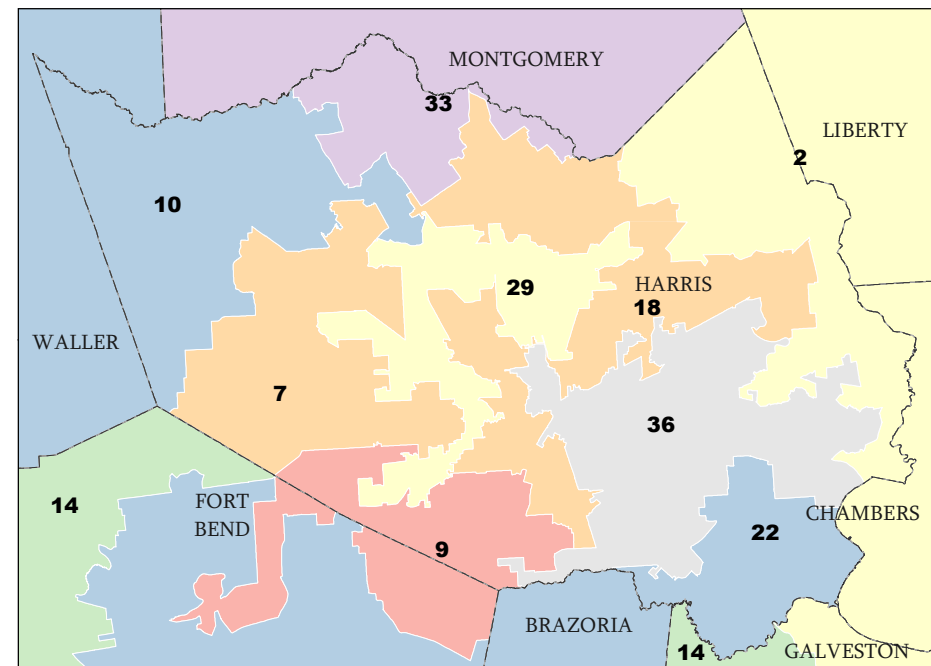 MONTGOMERY
33
LIBERTY
2
10
29
HARRIS
18
WALLER
7
36
14
FORT
BEND
CHAMBERS
22
9
BRAZORIA
14
GALVESTON